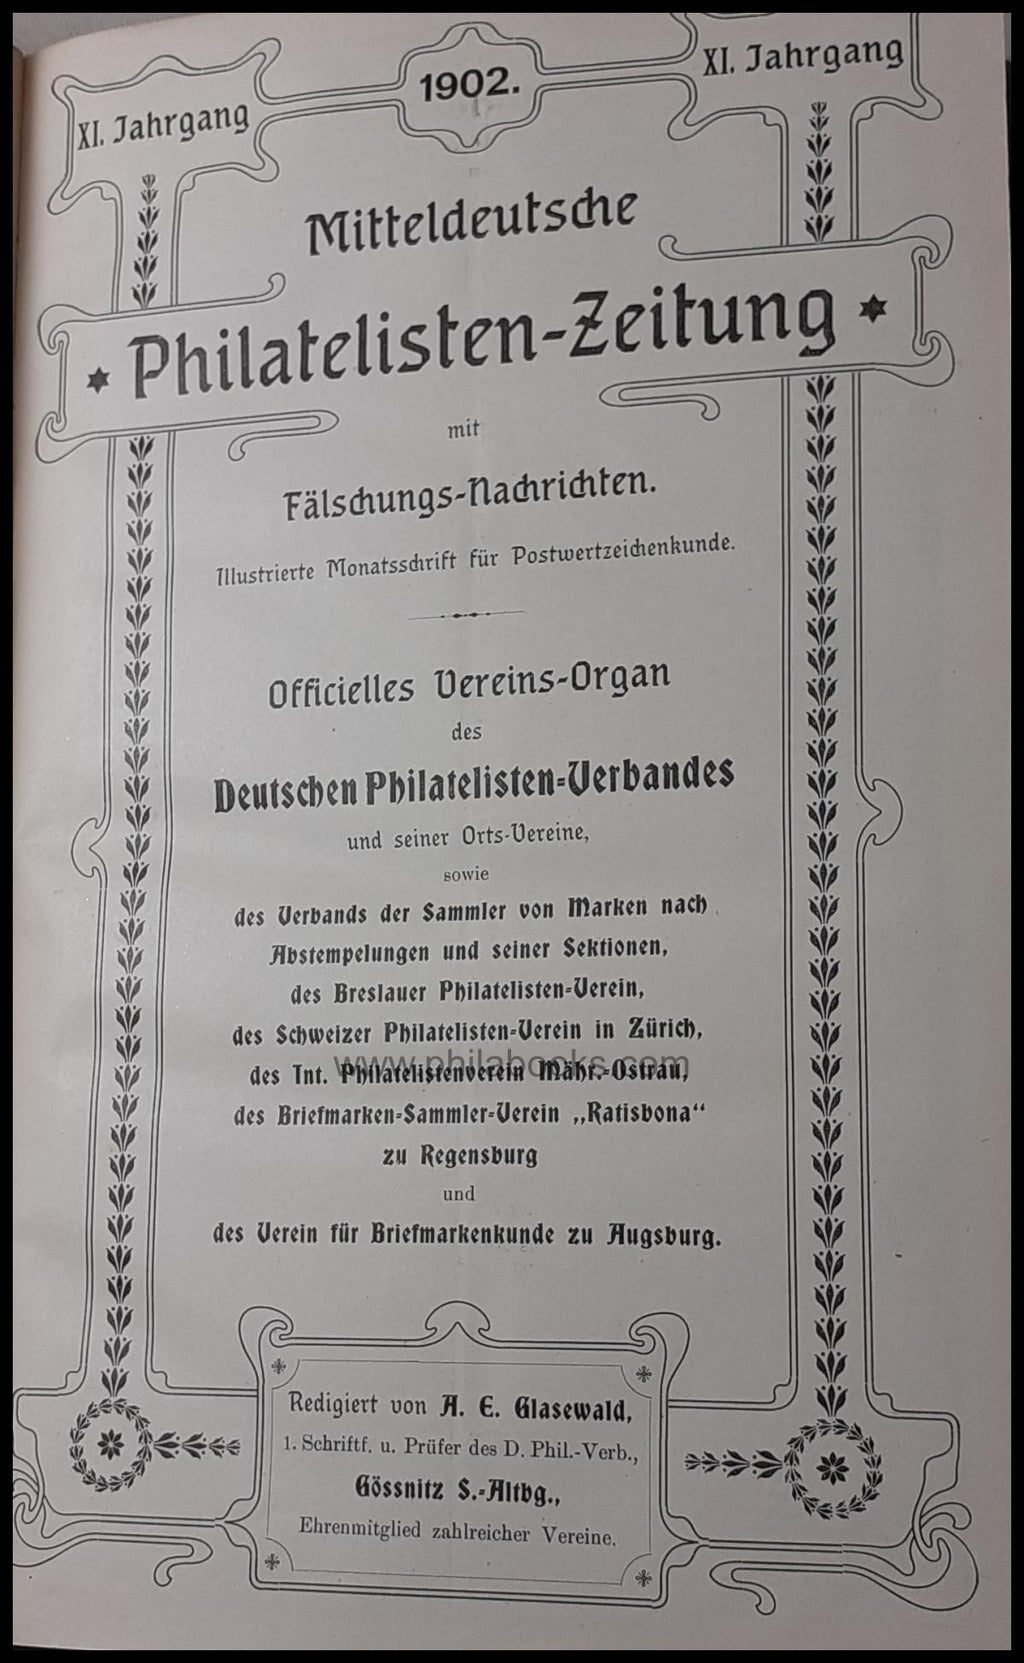 XI. Jahrgang
1902.
XI. Jahrgang
Mitteldeutsche
* Philatelisten-Zeitung *
mit
Fälschungs-Nachrichten.
Illustrierte Monatsschrift für Postwertzeichenkunde.
Officielles Vereins-Organ
des
Deutschen Philatelisten-Verbandes
und seiner Orts-Vereine,
sowie
des Verbands der Sammler von Marken nach
Abstempelungen und seiner Sektionen,
des Breslauer Philatelisten-Verein,
des Schweizer Philatelisten-Verein in Zürich,
www.philabooks.com
des Int. Philatelistenverein Mähr.-Ostrau,
des Briefmarken-Sammler-Verein „Ratisbona“
zu Regensburg
und
des Verein für Briefmarkenkunde zu Augsburg.
Redigiert von A. E. Glasewald,
1. Schriftf. u. Prüfer des D. Phil.-Verb.,
Gössnitz S.-Altbg.,
Ehrenmitglied zahlreicher Vereine.